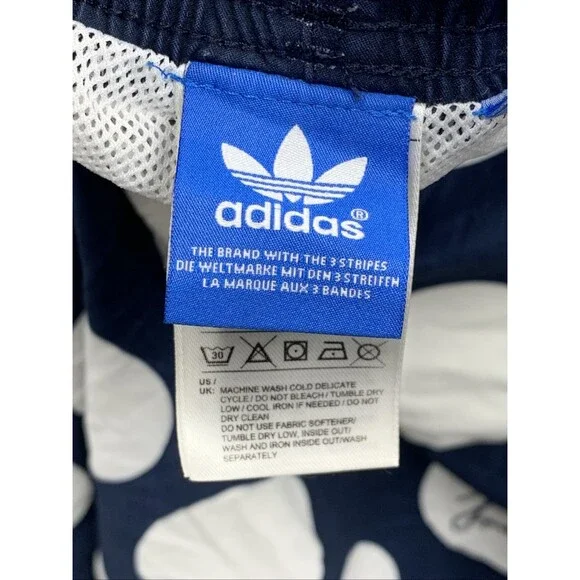 adidas®
THE BRAND WITH THE 3 STRIPES
DIE WELTMARKE MIT DEN 3 STREIFEN
LA MARQUE AUX 3 BANDES
30
US /
UK: MACHINE WASH COLD DELICATE
CYCLE / DO NOT BLEACH / TUMBLE DRY
LOW / COOL IRON IF NEEDED / DO NOT
DRY CLEAN
DO NOT USE FABRIC SOFTENER/
TUMBLE DRY LOW, INSIDE OUT/
WASH AND IRON INSIDE OUT/WASH
SEPARATELY